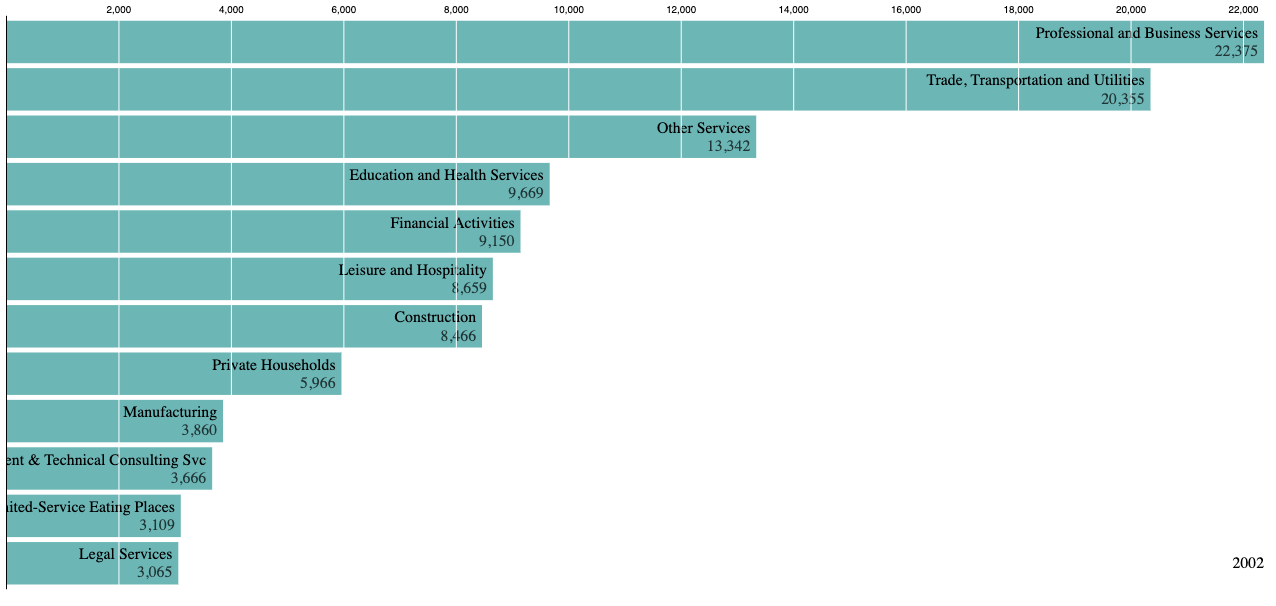 2,000 4,000 6,000 8,000 10,000 12,000 14,000 16,000 18,000 20,000 22,000
Professional and Business Services
22,375
Trade, Transportation and Utilities
20,355
Other Services
13,342
Education and Health Services
9,669
Financial Activities
9,150
Leisure and Hospitality
8,659
Construction
8,466
Private Households
5,966
Manufacturing
3,860
ent & Technical Consulting Svc
3,666
ited-Service Eating Places
3,109
Legal Services
3,065
2002